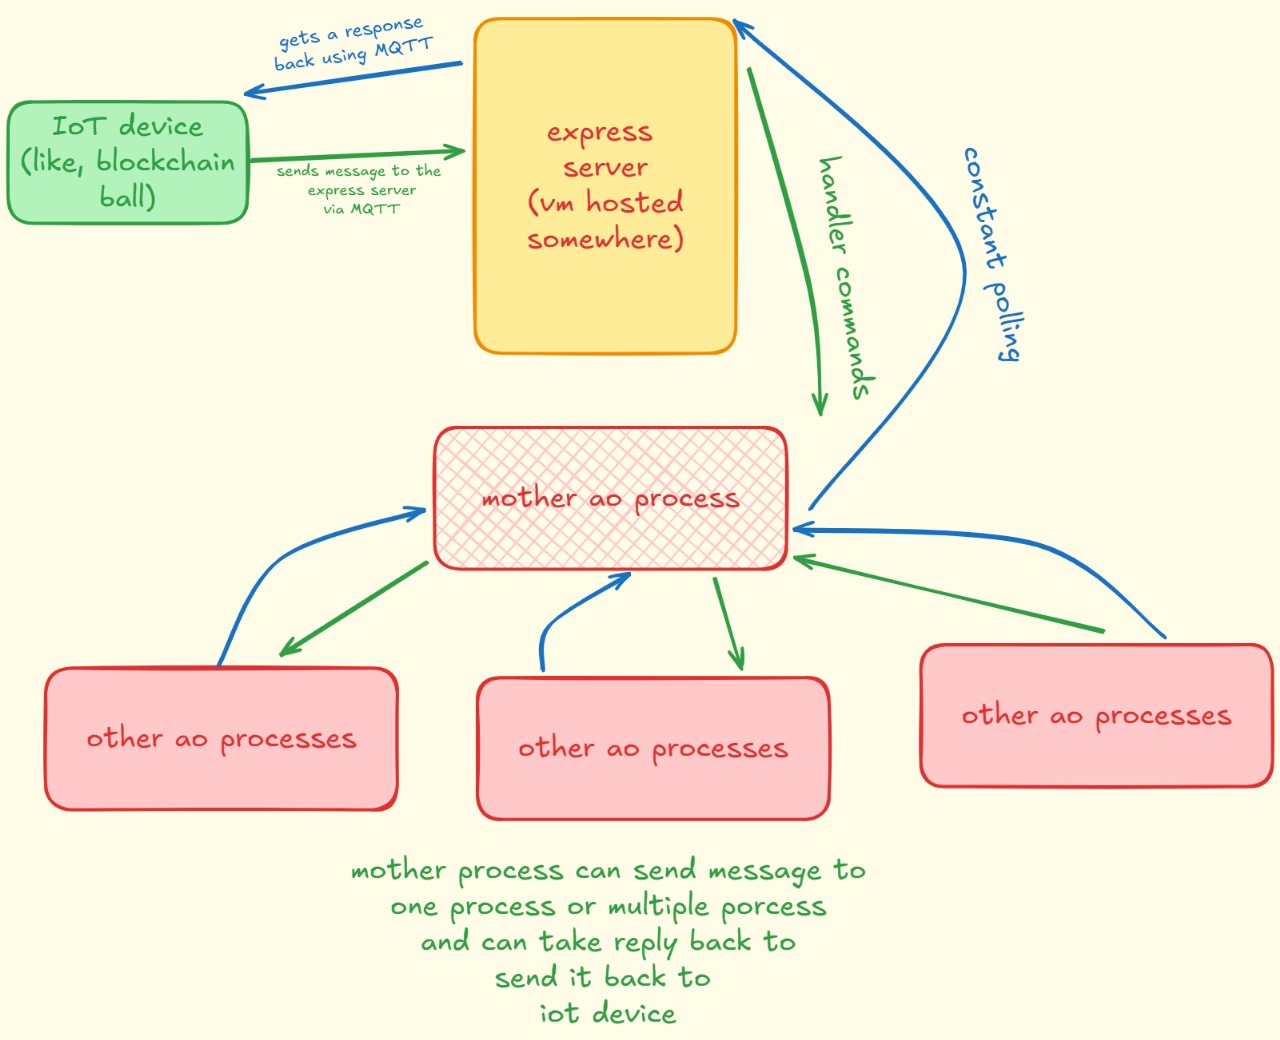 gets a response
back using MQTT
IoT device
(like, blockchain
ball)
sends message to the
express server
via MQTT
express
server
(vm hosted
somewhere)
handler commands
constant polling
mother ao process
other ao processes
other ao processes
other ao processes
mother process can send message to
one process or multiple porcess
and can take reply back to
send it back to
iot device